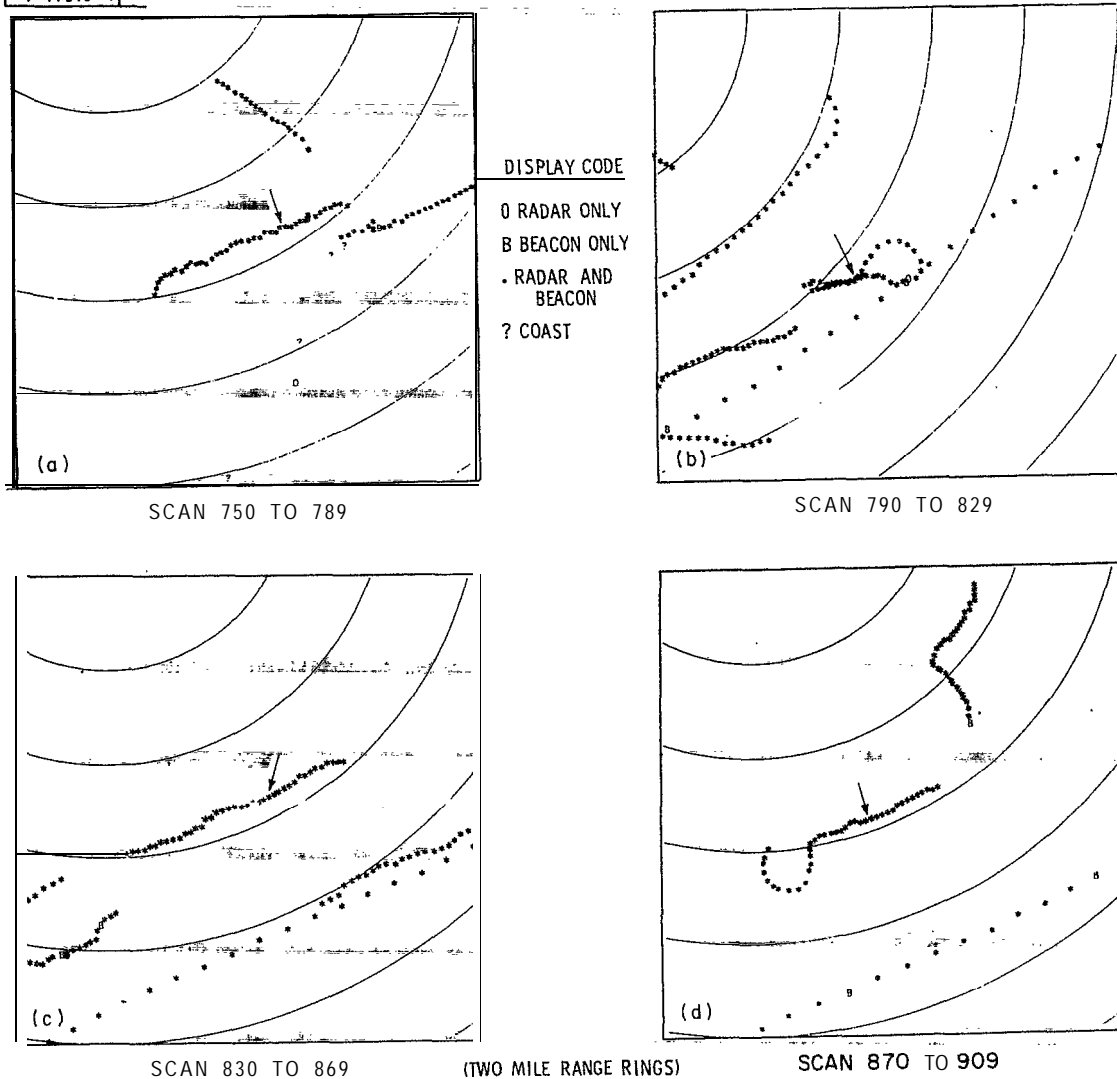 DISPLAY CODE
0 RADAR ONLY
B BEACON ONLY
. RADAR AND
BEACON
? COAST
(a)
SCAN 750 TO 789
(b)
SCAN 790 TO 829
(c)
SCAN 830 TO 869
(TWO MILE RANGE RINGS)
(d)
SCAN 870 TO 909